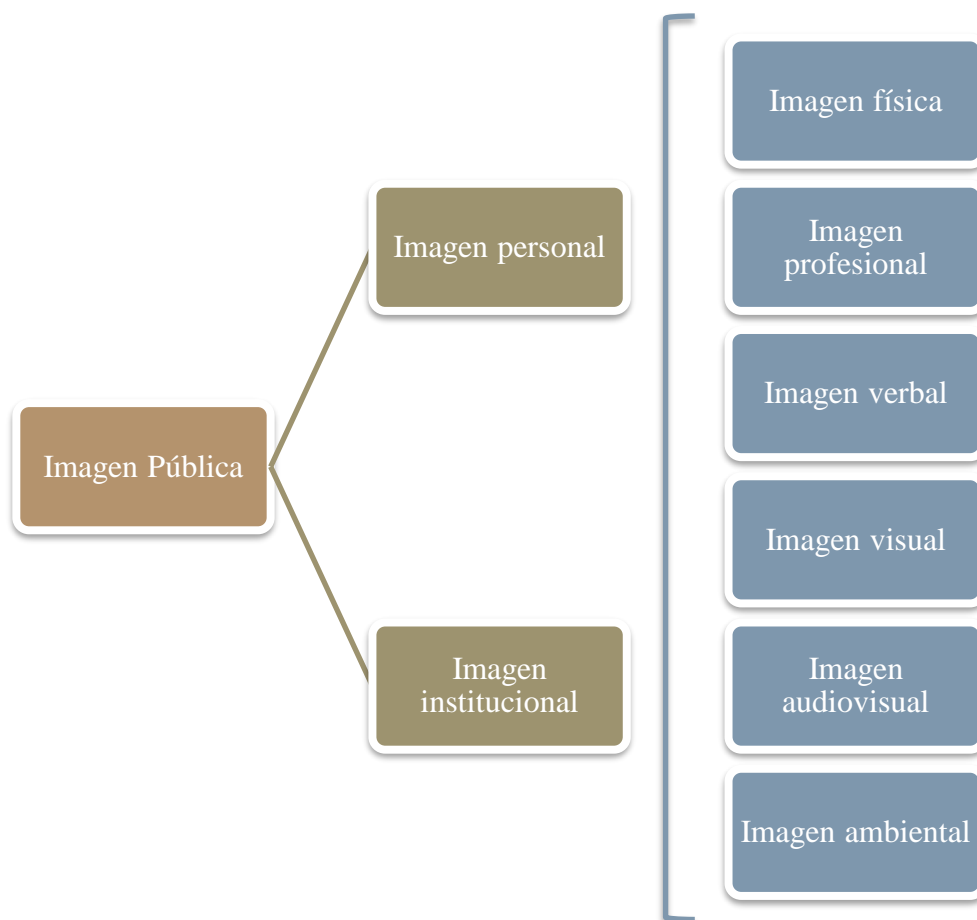 Imagen Pública
Imagen personal
Imagen
institucional
Imagen física
Imagen
profesional
Imagen verbal
Imagen visual
Imagen
audiovisual
Imagen ambiental